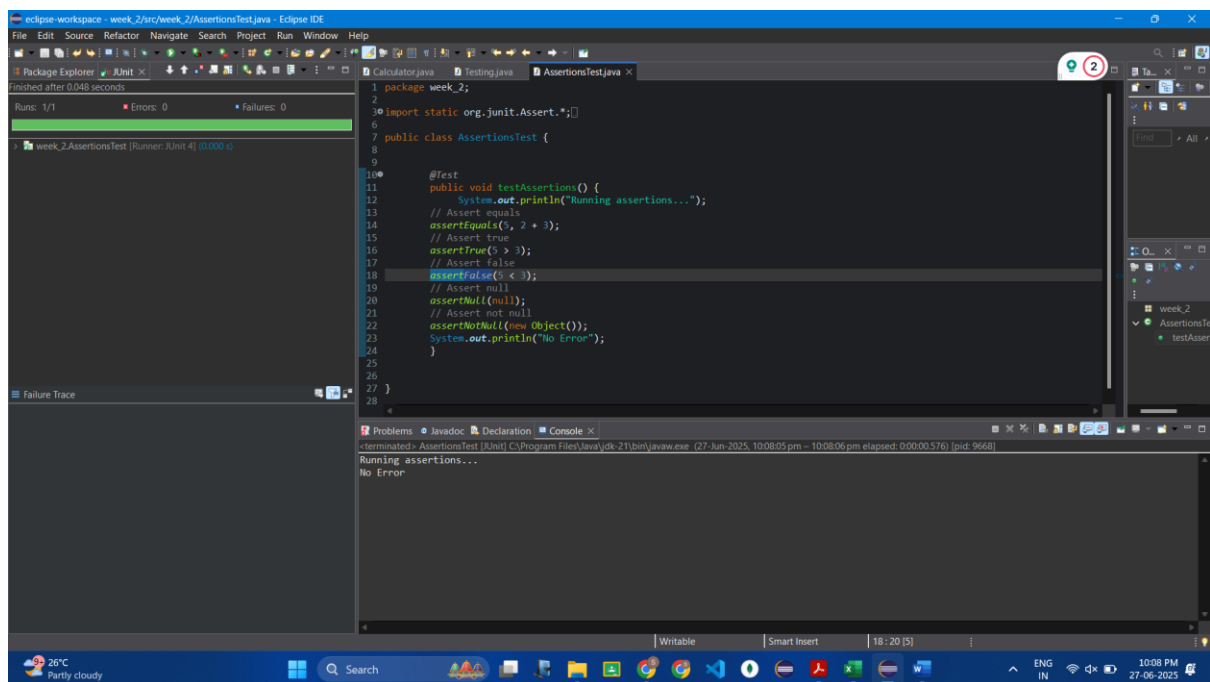 eclipse-workspace - week_2/src/week_2/AssertionsTest.java - Eclipse IDE
File Edit Source Refactor Navigate Search Project Run Window Help
Package Explorer JUnit
Finished after 0.048 seconds
Runs: 1/1 Errors: 0 Failures: 0
week_2.AssertionsTest [Runner: JUnit 4] (0.000 s)
Failure Trace
Calculator.java Testing.java AssertionsTest.java
2
1 package week_2;
2
3 import static org.junit.Assert.*;
6
7 public class AssertionsTest {
8
9
10 @Test
11 public void testAssertions() {
12 System.out.println("Running assertions...");
13 // Assert equals
14 assertEquals(5, 2 + 3);
15 // Assert true
16 assertTrue(5 > 3);
17 // Assert false
18 assertFalse(5 < 3);
19 // Assert null
20 assertNull(null);
21 // Assert not null
22 assertNotNull(new Object());
23 System.out.println("No Error");
24 }
25
26
27 }
28
Ta...
Find All
O...
week_2
AssertionsTe
testAsser
Problems Javadoc Declaration Console
<terminated> AssertionsTest [JUnit] C:\Program Files\Java\jdk-21\bin\javaw.exe (27-Jun-2025, 10:08:05 pm – 10:08:06 pm elapsed: 0:00:00.576) [pid: 9668]
Running assertions...
No Error
Writable Smart Insert 18 : 20 [5]
9+
26°C
Partly cloudy
Search
ENG
IN
10:08 PM
27-06-2025